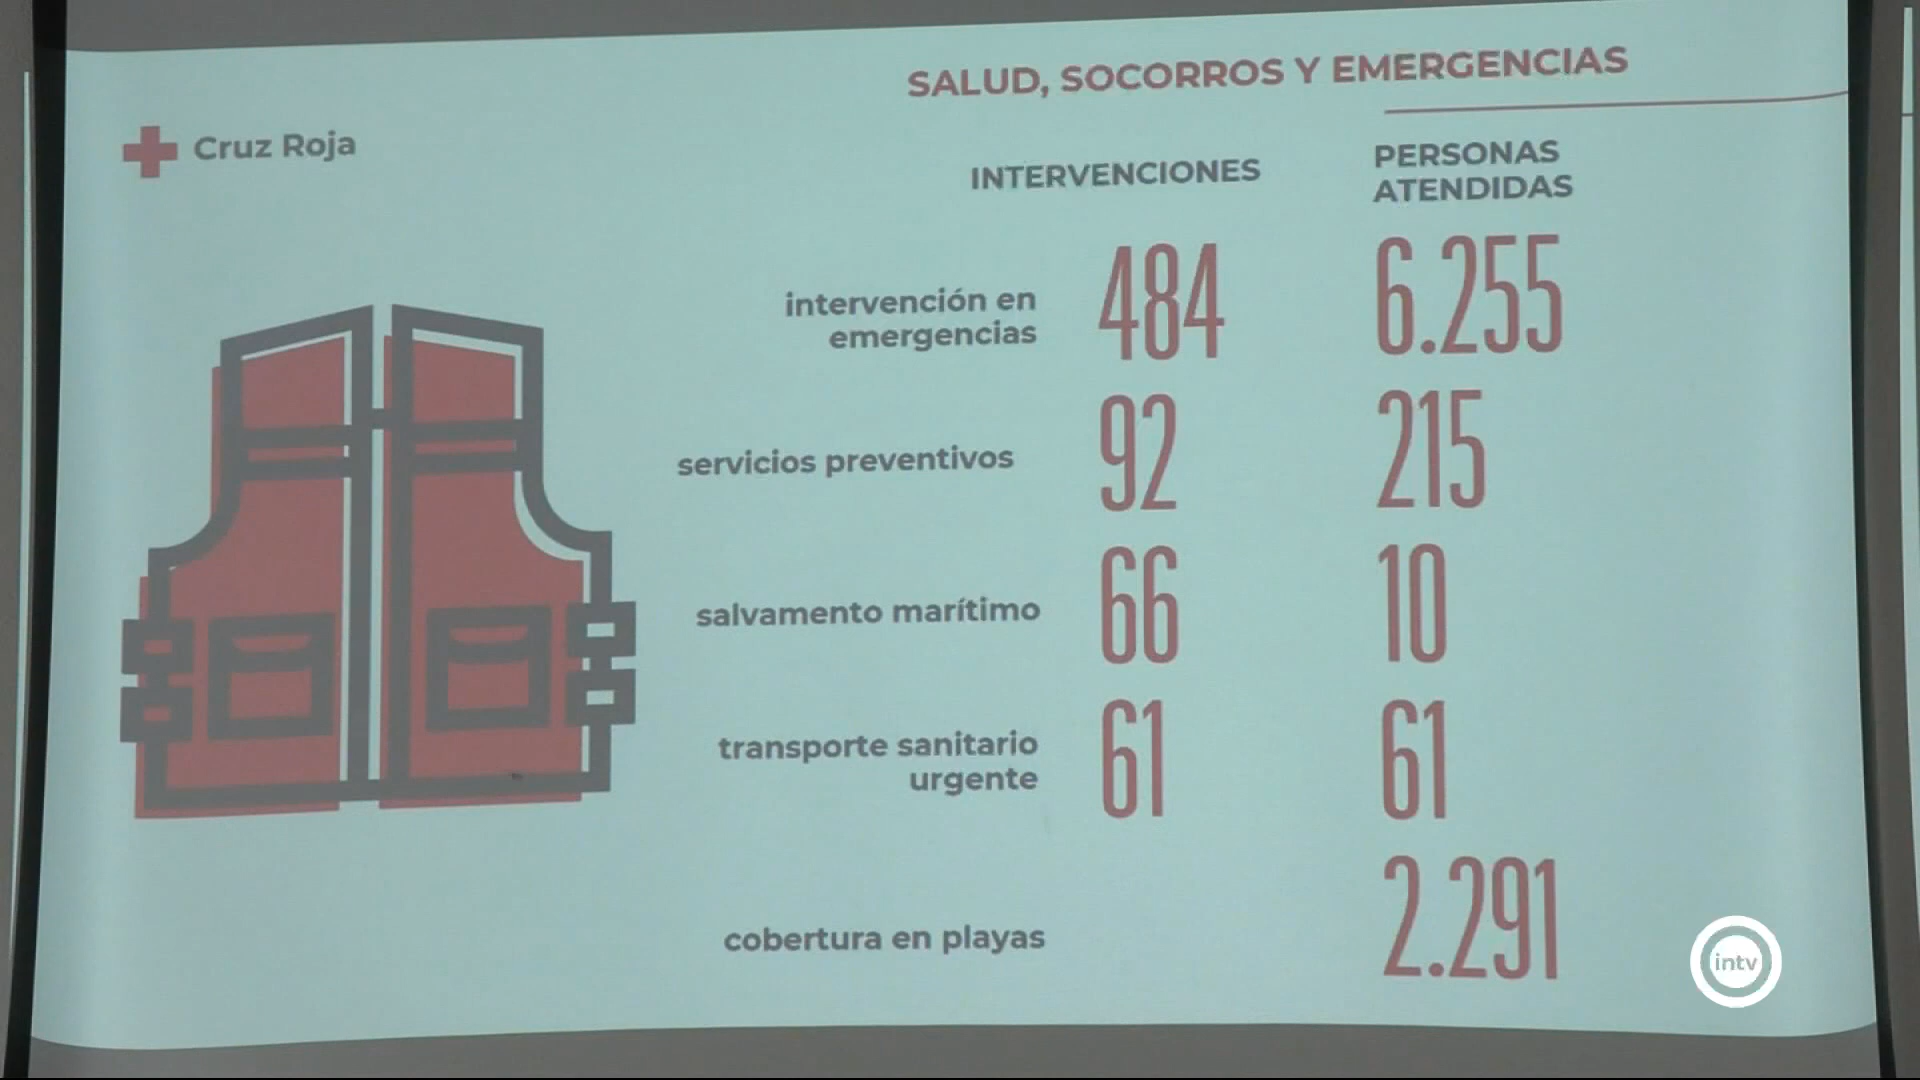 SALUD, SOCORROS Y EMERGENCIAS
Cruz Roja
INTERVENCIONES
PERSONAS
ATENDIDAS
intervención en
emergencias
484
6.255
servicios preventivos
92
215
salvamento marítimo
66
10
transporte sanitario
urgente
61
61
cobertura en playas
2.291
intv